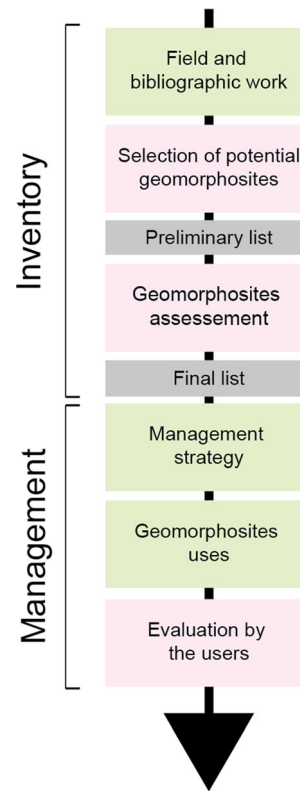 Inventory
Field and
bibliographic work
Selection of potential
geomorphosites
Preliminary list
Geomorphosites
assessement
Final list
Management
Management
strategy
Geomorphosites
uses
Evaluation by
the users